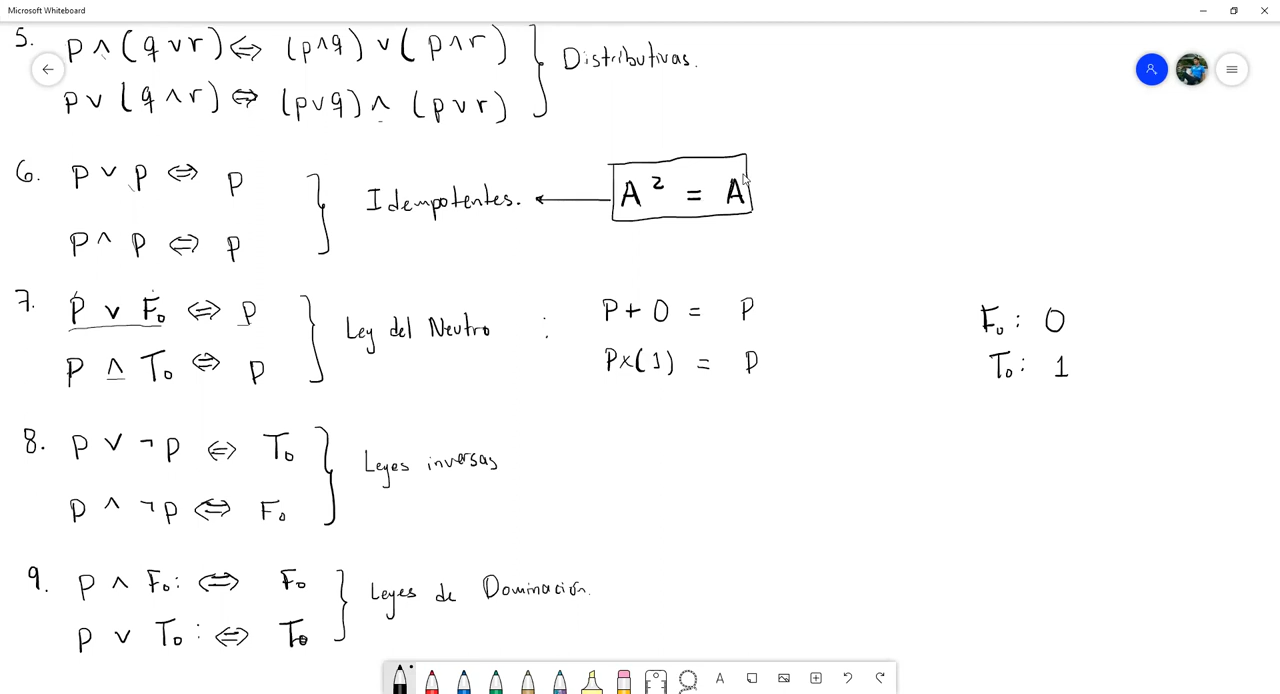 Microsoft Whiteboard
5. p ∧ (q ∨ r) ⇔ (p ∧ q) ∨ (p ∧ r)
p ∨ (q ∧ r) ⇔ (p ∨ q) ∧ (p ∨ r)
Distributivas.
6. p ∨ p ⇔ p
p ∧ p ⇔ p
Idempotentes.
A² = A
7. p ∨ F₀ ⇔ p
p ∧ T₀ ⇔ p
Ley del Neutro :
P + 0 = P
P×(1) = P
F₀ : 0
T₀ : 1
8. p ∨ ¬p ⇔ T₀
p ∧ ¬p ⇔ F₀
Leyes inversas
9. p ∧ F₀ : ⇔ F₀
p ∨ T₀ : ⇔ T₀
Leyes de Dominación.
A